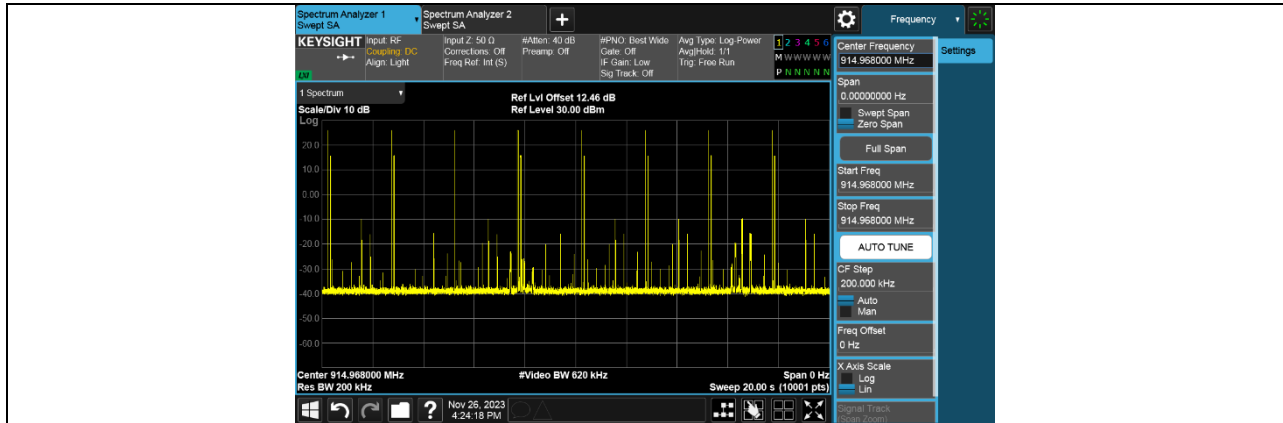 Spectrum Analyzer 1
Swept SA
Spectrum Analyzer 2
Swept SA
+
Frequency
KEYSIGHT
LXI
Input: RF
Coupling: DC
Align: Light
Input Z: 50 Ω
Corrections: Off
Freq Ref: Int (S)
#Atten: 40 dB
Preamp: Off
#PNO: Best Wide
Gate: Off
IF Gain: Low
Sig Track: Off
Avg Type: Log-Power
Avg|Hold: 1/1
Trig: Free Run
1 2 3 4 5 6
M W W W W W
P N N N N N
1 Spectrum
Scale/Div 10 dB
Ref Lvl Offset 12.46 dB
Ref Level 30.00 dBm
Log
20.0
10.0
0.00
-10.0
-20.0
-30.0
-40.0
-50.0
-60.0
Center 914.968000 MHz
Res BW 200 kHz
#Video BW 620 kHz
Span 0 Hz
Sweep 20.00 s (10001 pts)
Nov 26, 2023
4:24:18 PM
?
Center Frequency
914.968000 MHz
Span
0.00000000 Hz
Swept Span
Zero Span
Full Span
Start Freq
914.968000 MHz
Stop Freq
914.968000 MHz
AUTO TUNE
CF Step
200.000 kHz
Auto
Man
Freq Offset
0 Hz
X Axis Scale
Log
Lin
Signal Track
(Span Zoom)
Settings